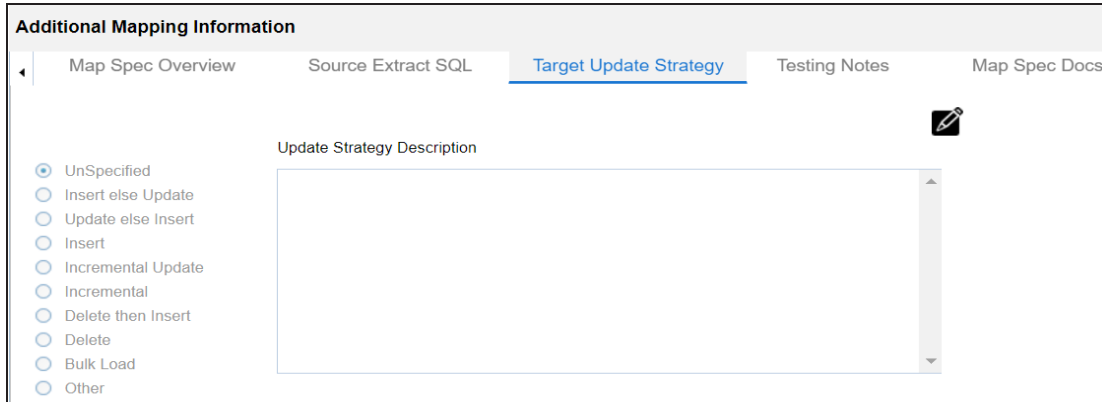 Additional Mapping Information
Map Spec Overview Source Extract SQL Target Update Strategy Testing Notes Map Spec Docs
Update Strategy Description
UnSpecified
Insert else Update
Update else Insert
Insert
Incremental Update
Incremental
Delete then Insert
Delete
Bulk Load
Other